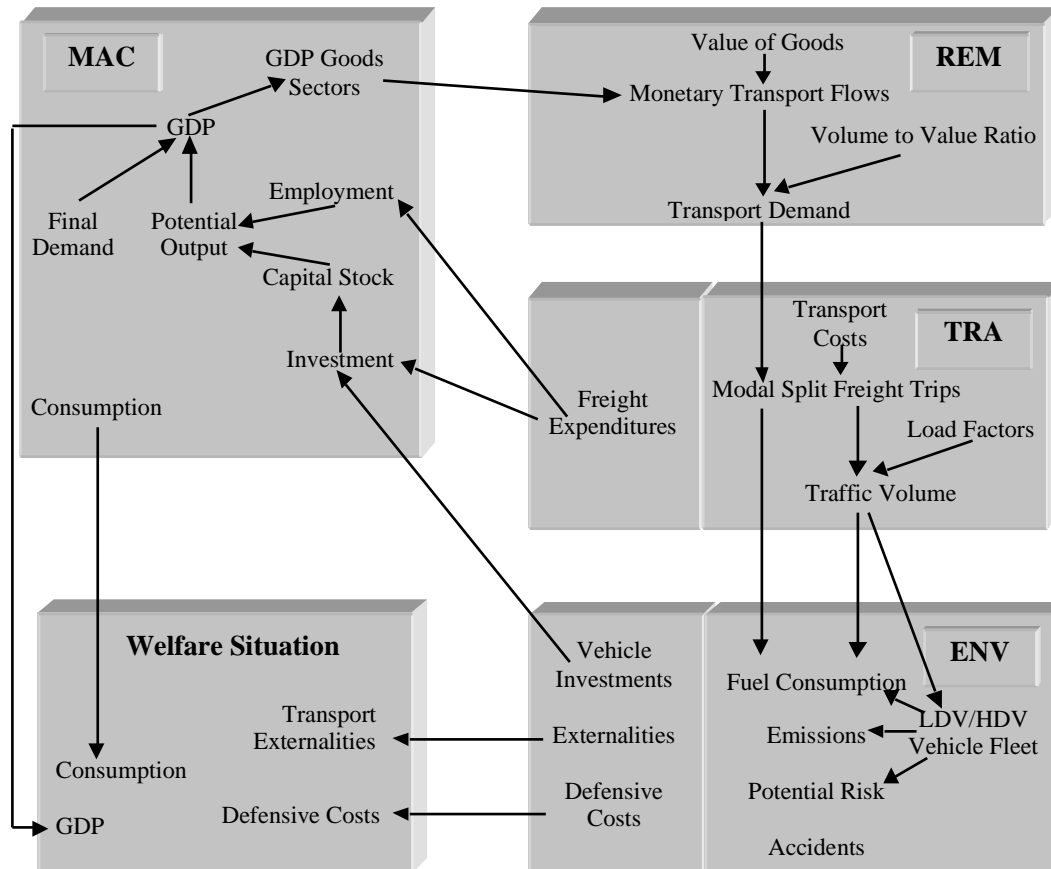 MAC
GDP Goods
Sectors
GDP
Employment
Final
Demand
Potential
Output
Capital Stock
Investment
Consumption
Value of Goods
REM
Monetary Transport Flows
Volume to Value Ratio
Transport Demand
Transport
Costs
TRA
Modal Split Freight Trips
Freight
Expenditures
Load Factors
Traffic Volume
Welfare Situation
Transport
Externalities
Consumption
Defensive Costs
GDP
Vehicle
Investments
Externalities
Defensive
Costs
ENV
Fuel Consumption
LDV/HDV
Vehicle Fleet
Emissions
Potential Risk
Accidents